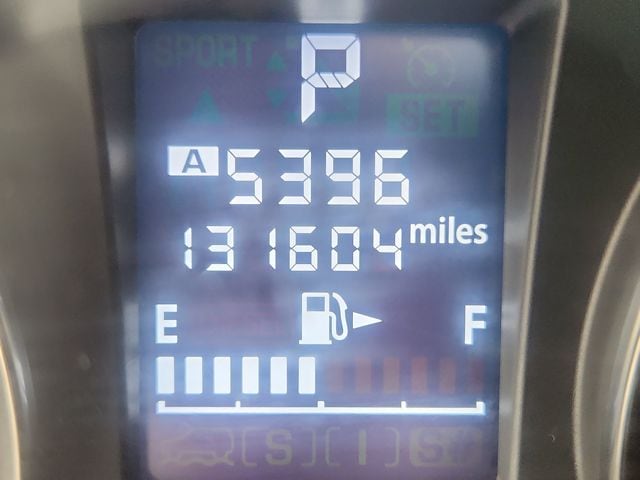 SPORT
P
SET
A 5396
131604 miles
E F
[S] [I]